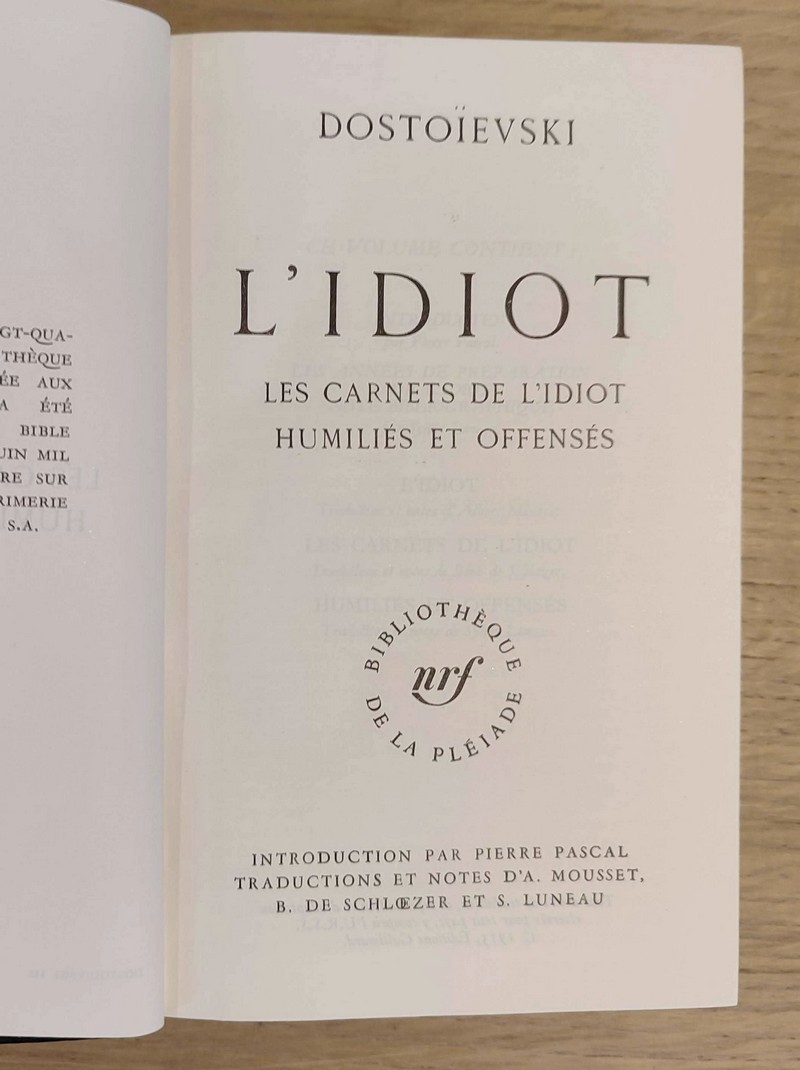 GT-QUA-
THÈQUE
ÉE AUX
A ÉTÉ
BIBLE
UIN MIL
RE SUR
RIMERIE
S.A.
DOSTOÏEVSKI
L'IDIOT
LES CARNETS DE L'IDIOT
HUMILIÉS ET OFFENSÉS
BIBLIOTHÈQUE
nrf
DE LA PLÉIADE
INTRODUCTION PAR PIERRE PASCAL
TRADUCTIONS ET NOTES D'A. MOUSSET,
B. DE SCHLŒZER ET S. LUNEAU